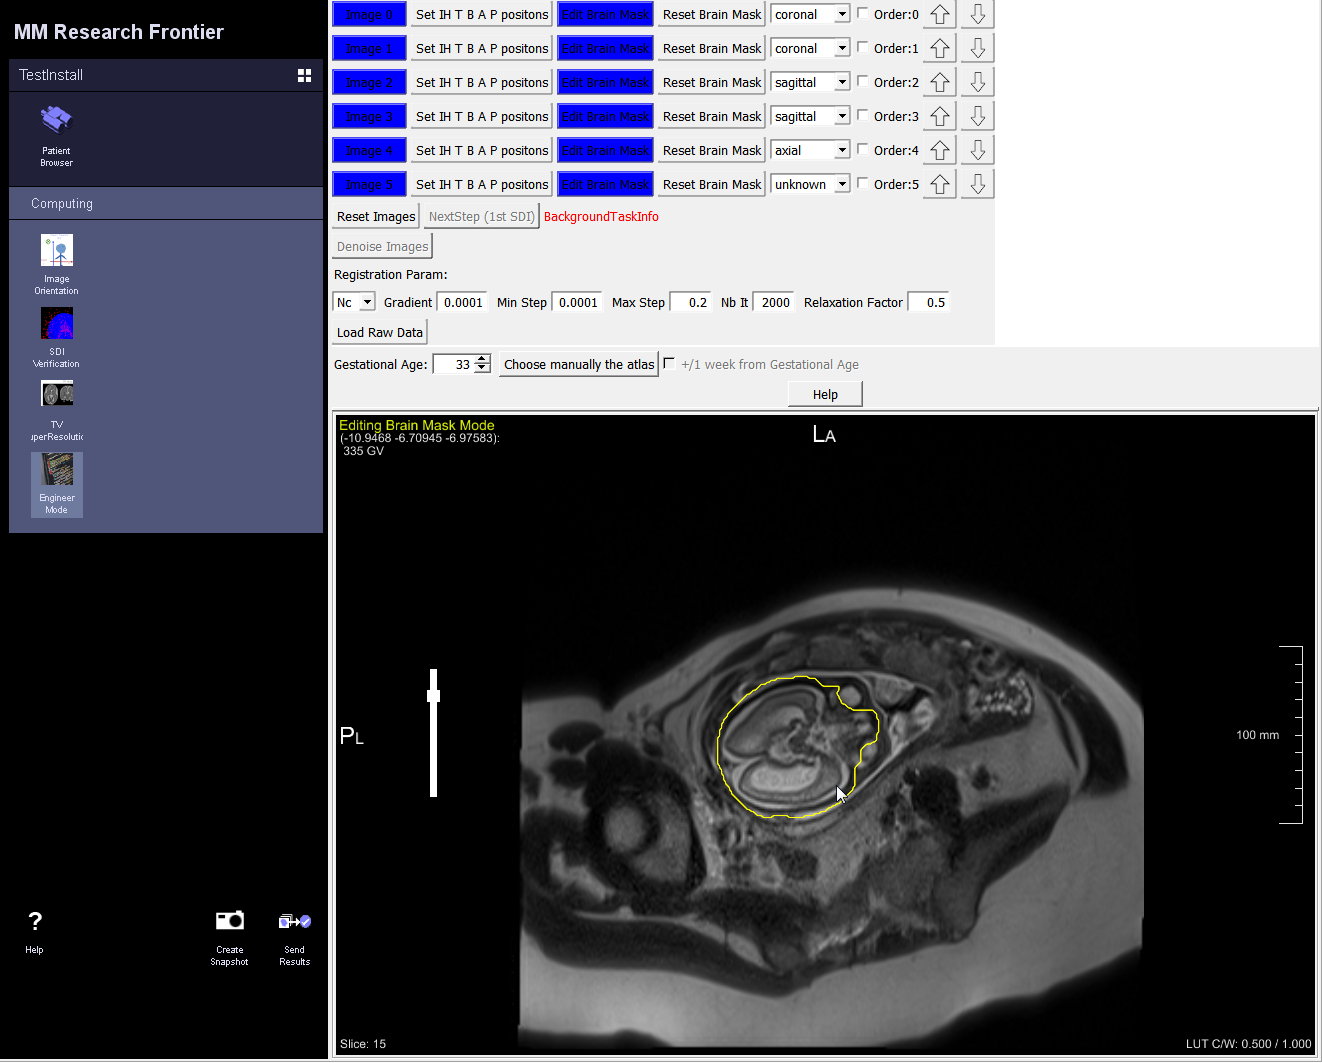 MM Research Frontier
TestInstall
Patient
Browser
Computing
Image
Orientation
SDI
Verification
TV
uperResolutic
Engineer
Mode
?
Help
Create
Snapshot
Send
Results
Image 0 Set IH T B A P positons Edit Brain Mask Reset Brain Mask coronal Order:0
Image 1 Set IH T B A P positons Edit Brain Mask Reset Brain Mask coronal Order:1
Image 2 Set IH T B A P positons Edit Brain Mask Reset Brain Mask sagittal Order:2
Image 3 Set IH T B A P positons Edit Brain Mask Reset Brain Mask sagittal Order:3
Image 4 Set IH T B A P positons Edit Brain Mask Reset Brain Mask axial Order:4
Image 5 Set IH T B A P positons Edit Brain Mask Reset Brain Mask unknown Order:5
Reset Images NextStep (1st SDI) BackgroundTaskInfo
Denoise Images
Registration Param:
Nc Gradient 0.0001 Min Step 0.0001 Max Step 0.2 Nb It 2000 Relaxation Factor 0.5
Load Raw Data
Gestational Age: 33 Choose manually the atlas +/1 week from Gestational Age
Help
Editing Brain Mask Mode
(-10.9468 -6.70945 -6.97583):
335 GV
LA
PL
100 mm
Slice: 15
LUT C/W: 0.500 / 1.000